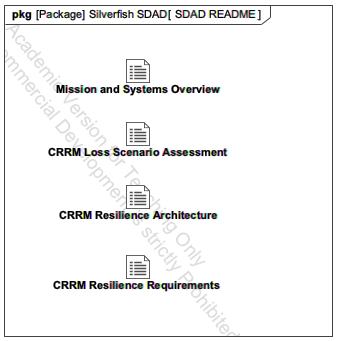 pkg [Package] Silverfish SDAD[ SDAD README ]
Mission and Systems Overview
CRRM Loss Scenario Assessment
CRRM Resilience Architecture
CRRM Resilience Requirements
Academic Version for Teaching Only
Commercial Development is strictly Prohibited